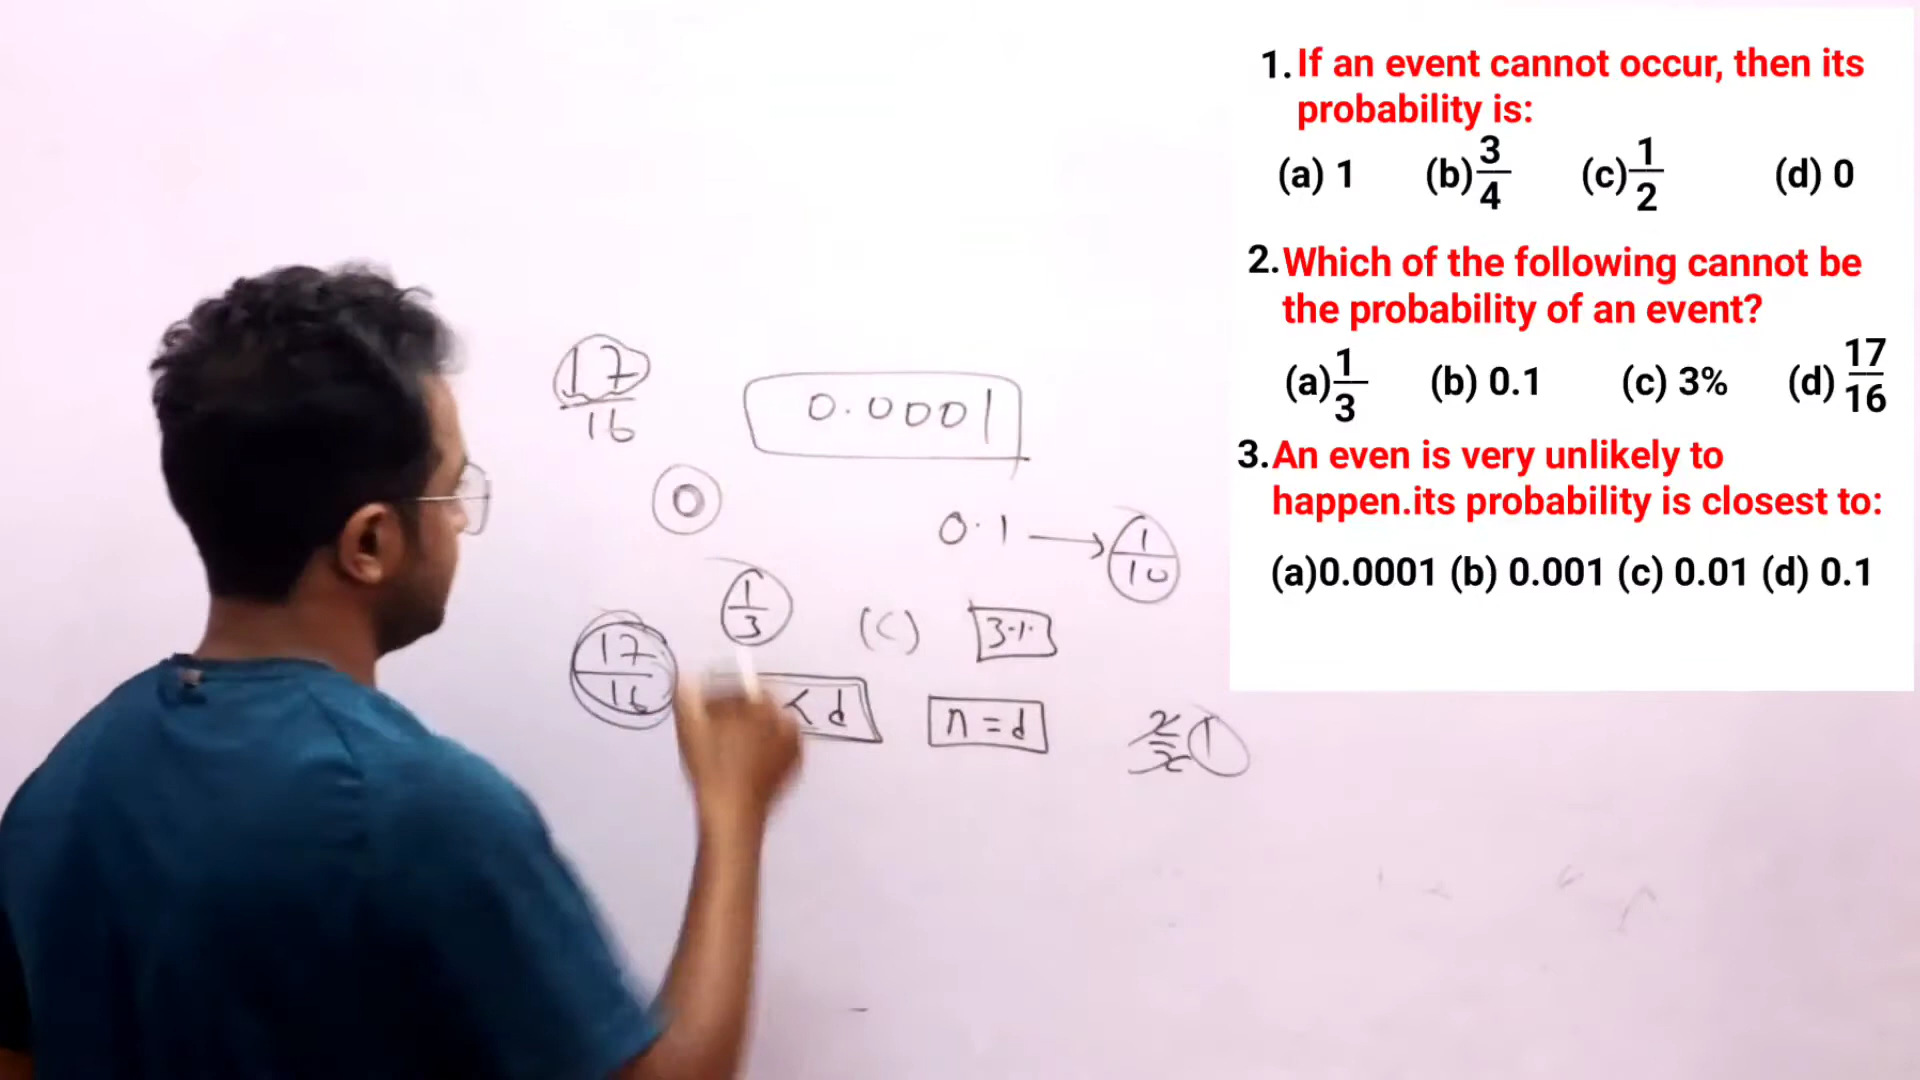 1. If an event cannot occur, then its
probability is:
(a) 1 (b) 3/4 (c) 1/2 (d) 0
2. Which of the following cannot be
the probability of an event?
(a) 1/3 (b) 0.1 (c) 3% (d) 17/16
3. An even is very unlikely to
happen.its probability is closest to:
(a)0.0001 (b) 0.001 (c) 0.01 (d) 0.1
17/16
0.0001
0
0.1 → 1/10
1/3 (C) 3%
17/16
< d n = d 1